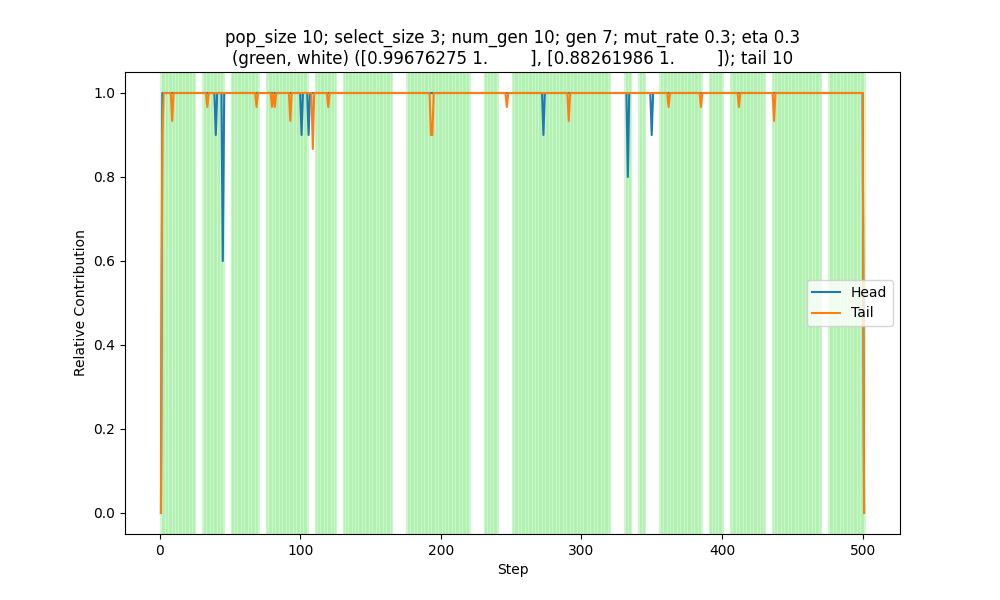 pop_size 10; select_size 3; num_gen 10; gen 7; mut_rate 0.3; eta 0.3
(green, white) ([0.99676275 1.        ], [0.88261986 1.        ]); tail 10
1.0
0.8
0.6
0.4
0.2
0.0
Relative Contribution
Head
Tail
0 100 200 300 400 500
Step